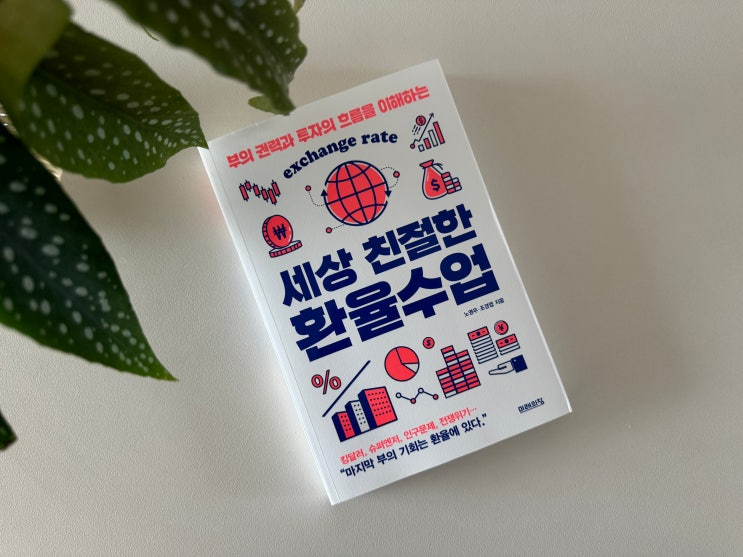 부의 권력과 투자의 흐름을 이해하는
exchange rate
세상 친절한
환율수업
노영우·조경엽 지음
킹달러, 슈퍼엔저, 인구문제, 전쟁위기…
“마지막 부의 기회는 환율에 있다.”
미래의창